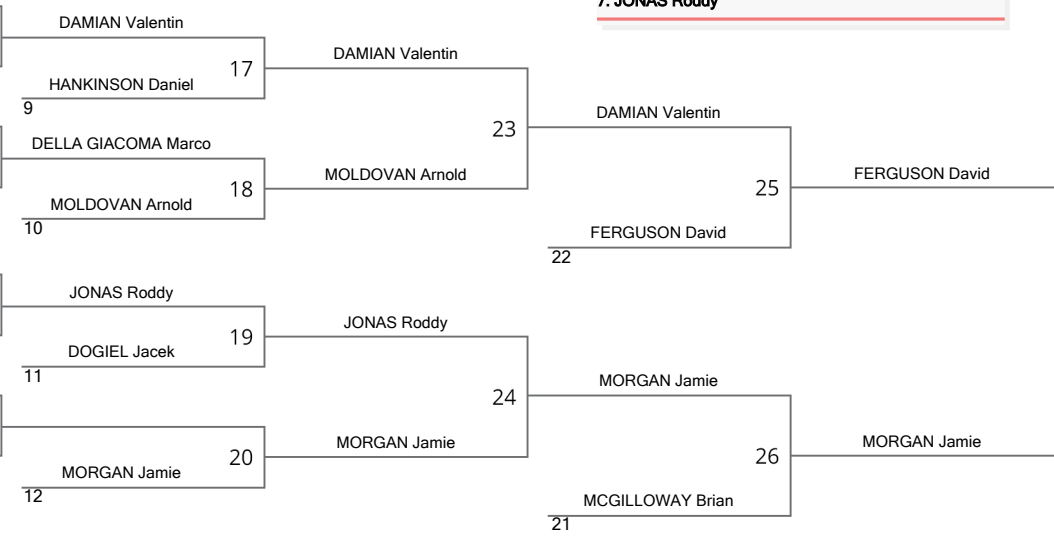 7. JONAS Roddy
DAMIAN Valentin
DAMIAN Valentin
17
HANKINSON Daniel
9
DAMIAN Valentin
23
DELLA GIACOMA Marco
MOLDOVAN Arnold
FERGUSON David
18
25
MOLDOVAN Arnold
10
FERGUSON David
22
JONAS Roddy
JONAS Roddy
19
DOGIEL Jacek
11
MORGAN Jamie
24
MORGAN Jamie
MORGAN Jamie
20
26
MORGAN Jamie
12
MCGILLOWAY Brian
21